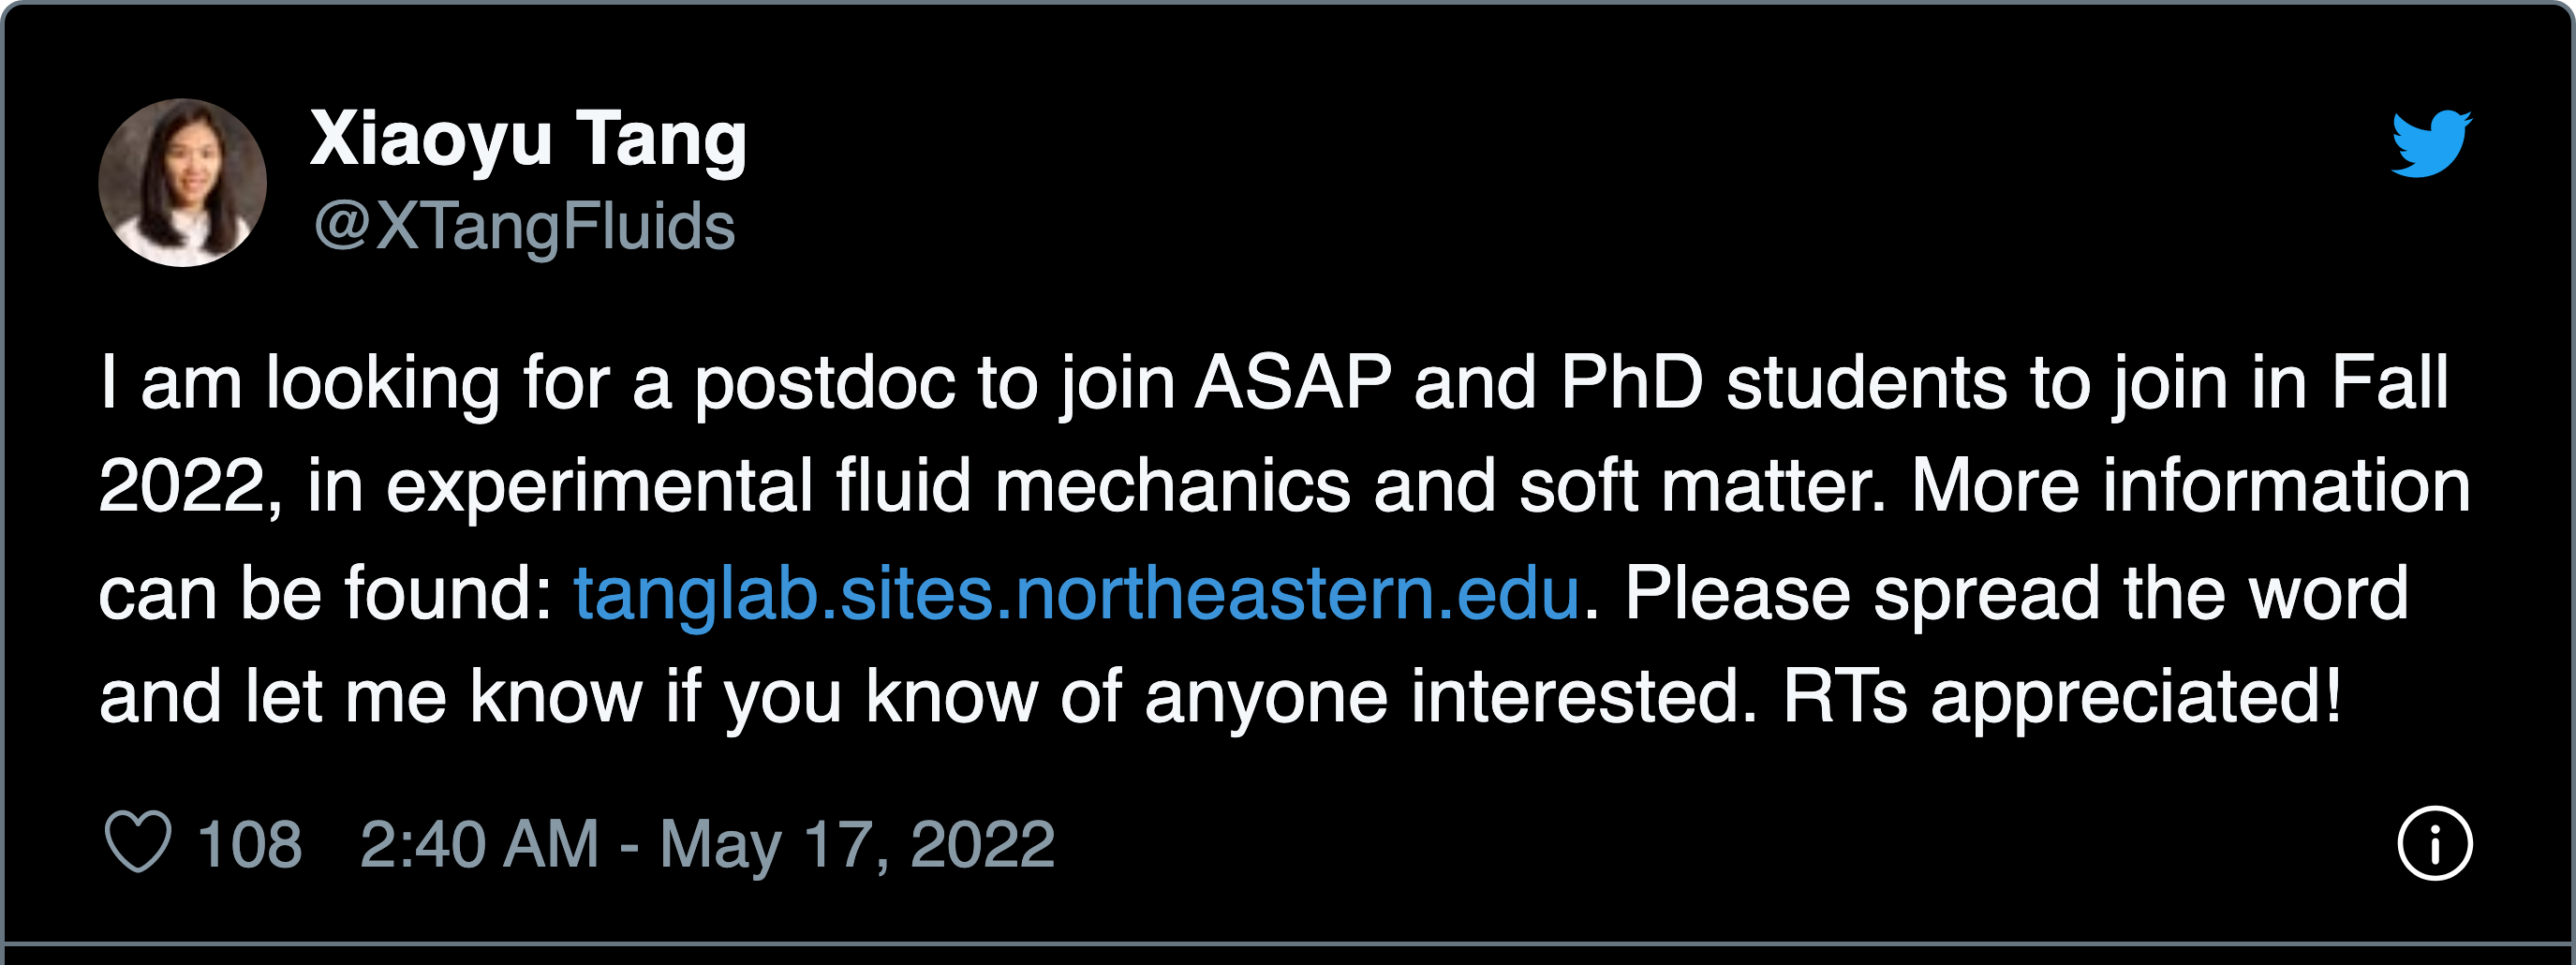 Xiaoyu Tang
@XTangFluids
I am looking for a postdoc to join ASAP and PhD students to join in Fall
2022, in experimental fluid mechanics and soft matter. More information
can be found: tanglab.sites.northeastern.edu. Please spread the word
and let me know if you know of anyone interested. RTs appreciated!
108 2:40 AM - May 17, 2022